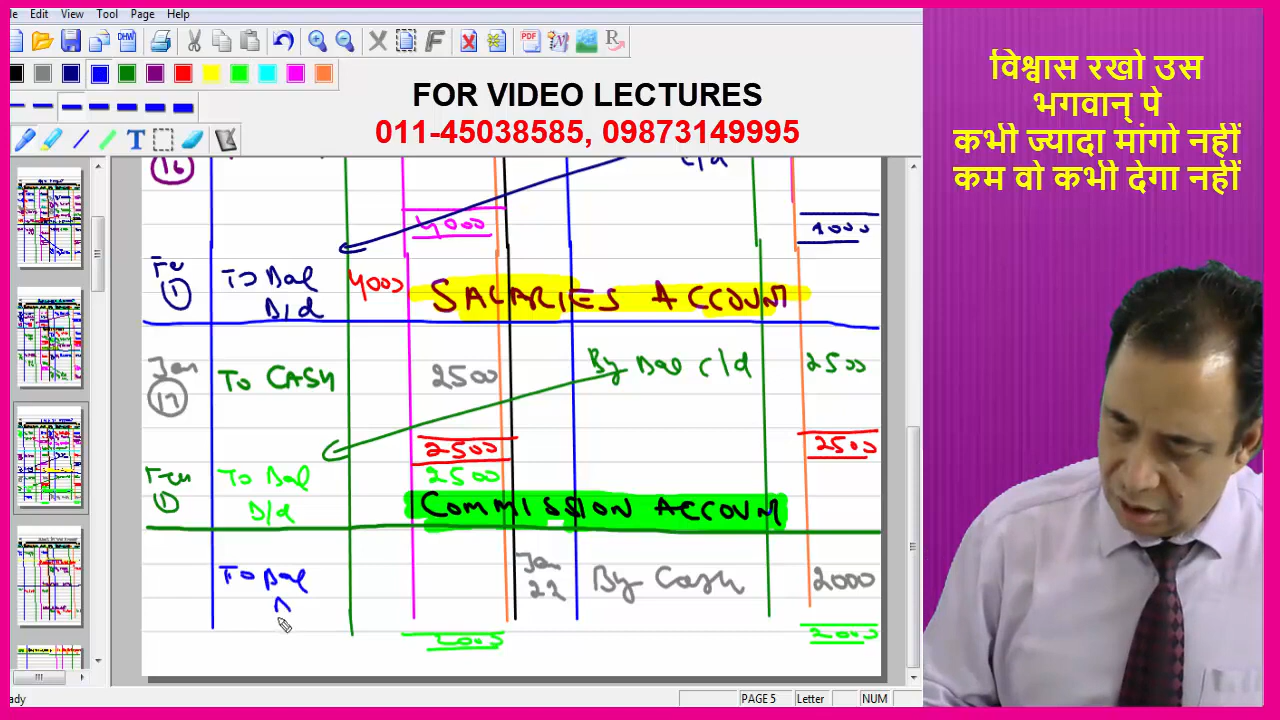 Edit View Tool Page Help
FOR VIDEO LECTURES
011-45038585, 09873149995
विश्वास रखो उस
भगवान् पे
कभी ज्यादा मांगो नहीं
कम वो कभी देगा नहीं
16
c/d
4000
4000
1
To Bal
B/d
4000
SALARIES ACCOUNT
Jan
17
To CASH
2500
By Bal c/d
2500
2500
2500
1
To Bal
B/d
2500
COMMISSION ACCOUNT
To Bal
Jan
22
By Cash
2000
2000
2000
PAGE 5 Letter NUM